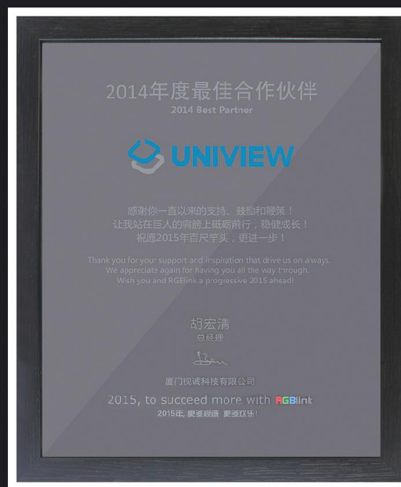 2014年度最佳合作伙伴
2014 Best Partner
UNIVIEW
感谢你一直以来的支持、鼓励和鞭策！
让我站在巨人的肩膀上砥砺前行，稳健成长！
祝愿2015年百尺竿头，更进一步！
Thank you for your support and inspiration that drive us on always.
We appreciate again for having you all the way through.
Wish you and RGBlink a progressive 2015 ahead!
胡宏清
总经理
厦门视诚科技有限公司
2015, to succeed more with RGBlink
2015年, 更多视诚 更多欢乐!